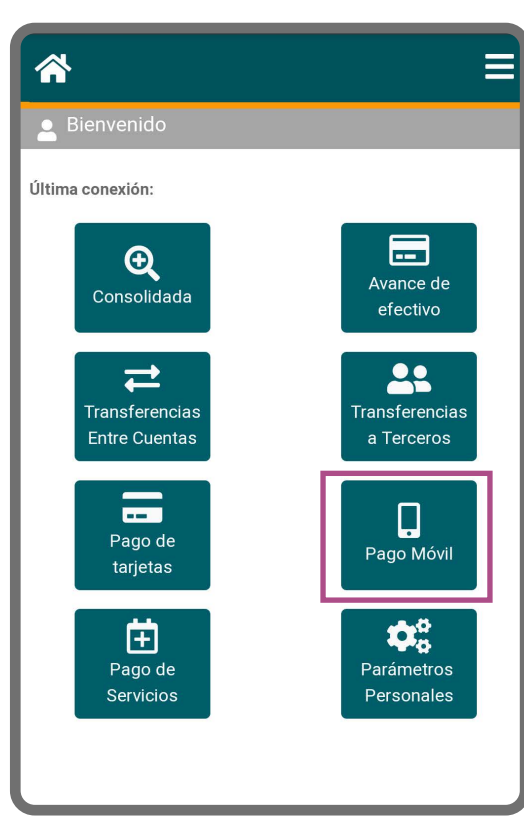 Bienvenido
Última conexión:
Consolidada
Avance de
efectivo
Transferencias
Entre Cuentas
Transferencias
a Terceros
Pago de
tarjetas
Pago Móvil
Pago de
Servicios
Parámetros
Personales